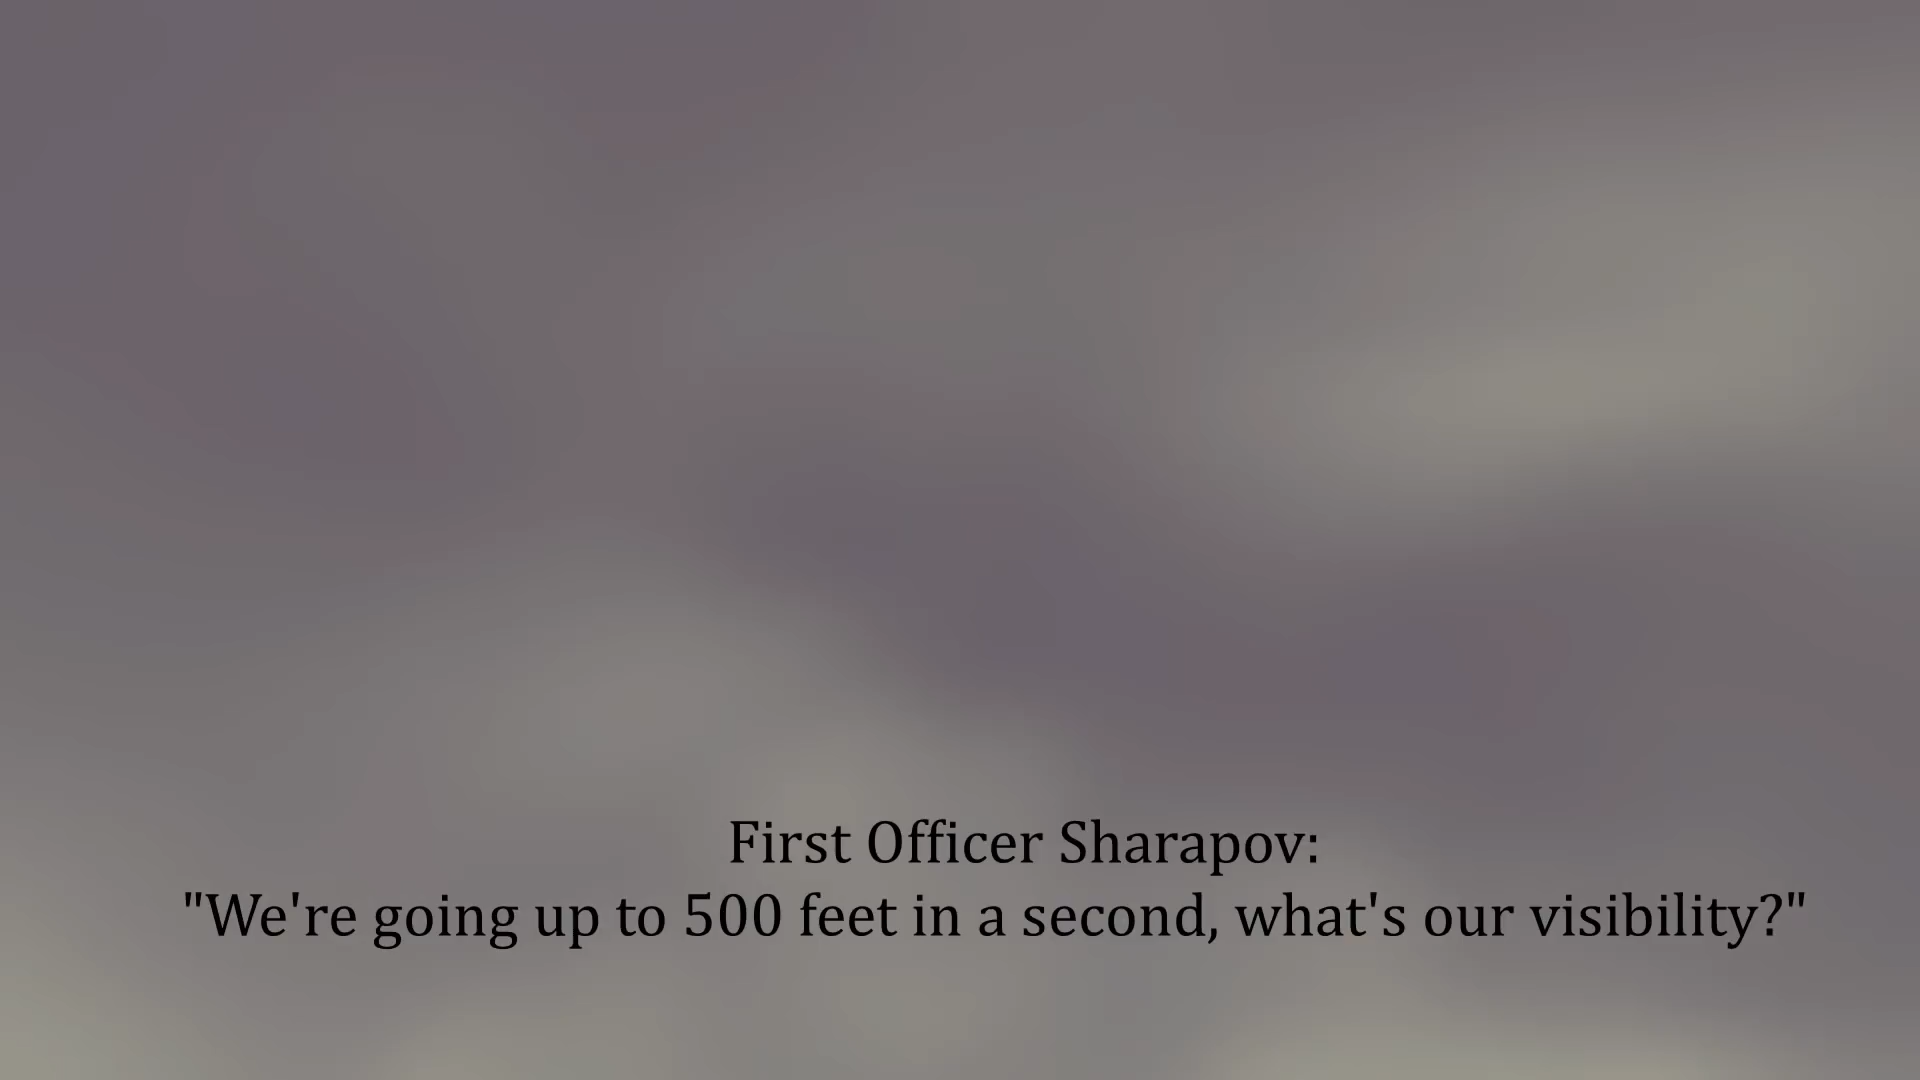 First Officer Sharapov:
"We're going up to 500 feet in a second, what's our visibility?"